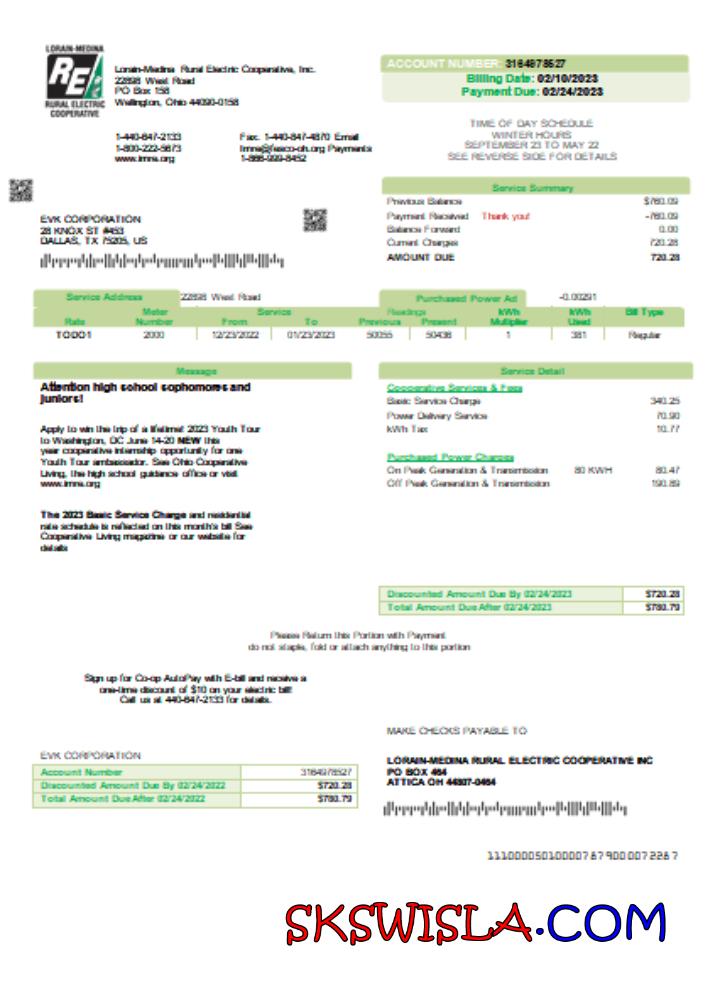 LORAIN-MEDINA
RE
RURAL ELECTRIC
COOPERATIVE
Lorain-Medina Rural Electric Cooperative, Inc.
22898 West Road
PO Box 158
Wellington, Ohio 44090-0158
1-440-647-2133
1-800-222-5673
www.lmre.org
Fax. 1-440-647-4870 Email
lmre@fesco-oh.org Payments
1-866-999-8452
ACCOUNT NUMBER: 3164978527
Billing Date: 02/10/2023
Payment Due: 02/24/2023
TIME OF DAY SCHEDULE
WINTER HOURS
SEPTEMBER 23 TO MAY 22
SEE REVERSE SIDE FOR DETAILS
EVK CORPORATION
28 KNOX ST #453
DALLAS, TX 75205, US
Service Summary
Previous Balance $760.09
Payment Received Thank you! -760.09
Balance Forward 0.00
Current Charges 720.28
AMOUNT DUE 720.28
Service Address 22898 West Road Purchased Power Ad -0.00291
Rate Meter Number Service From To Readings Previous Present kWh Multiplier kWh Used Bill Type
TODO1 2000 12/23/2022 01/23/2023 50055 50436 1 381 Regular
Message
Attention high school sophomores and
juniors!
Apply to win the trip of a lifetime! 2023 Youth Tour
to Washington, DC June 14-20 NEW this
year cooperative internship opportunity for one
Youth Tour ambassador. See Ohio Cooperative
Living, the high school guidance office or visit
www.lmre.org
The 2023 Basic Service Charge and residential
rate schedule is reflected on this month's bill See
Cooperative Living magazine or our website for
details
Service Detail
Cooperative Services & Fees
Basic Service Charge 340.25
Power Delivery Service 70.90
kWh Tax 10.77
Purchased Power Charges
On Peak Generation & Transmission 80 KWH 80.47
Off Peak Generation & Transmission 190.89
Discounted Amount Due By 02/24/2023 $720.28
Total Amount Due After 02/24/2023 $780.79
Please Return this Portion with Payment
do not staple, fold or attach anything to this portion
Sign up for Co-op AutoPay with E-bill and receive a
one-time discount of $10 on your electric bill!
Call us at 440-647-2133 for details.
MAKE CHECKS PAYABLE TO
EVK CORPORATION
Account Number 3164978527
Discounted Amount Due By 02/24/2022 $720.28
Total Amount Due After 02/24/2022 $780.79
LORAIN-MEDINA RURAL ELECTRIC COOPERATIVE INC
PO BOX 464
ATTICA OH 44807-0464
111000050100007879000072287
SKSWISLA.COM